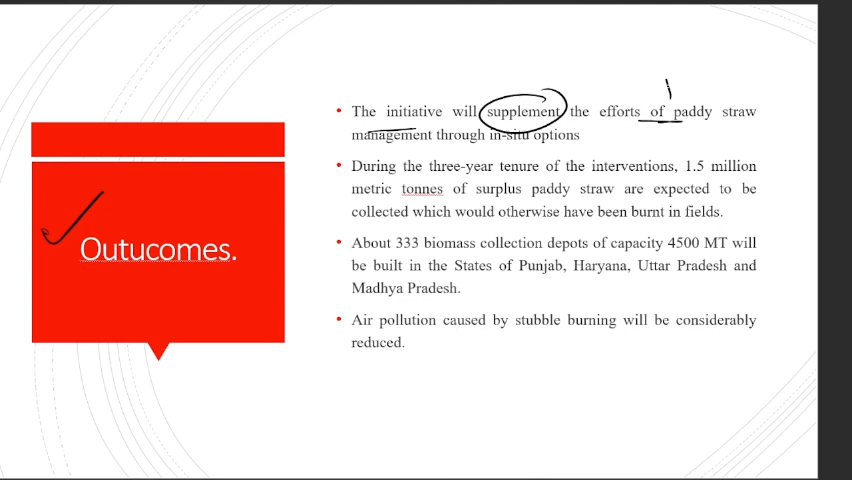 Outucomes.
• The initiative will supplement the efforts of paddy straw
management through in-situ options
• During the three-year tenure of the interventions, 1.5 million
metric tonnes of surplus paddy straw are expected to be
collected which would otherwise have been burnt in fields.
• About 333 biomass collection depots of capacity 4500 MT will
be built in the States of Punjab, Haryana, Uttar Pradesh and
Madhya Pradesh.
• Air pollution caused by stubble burning will be considerably
reduced.